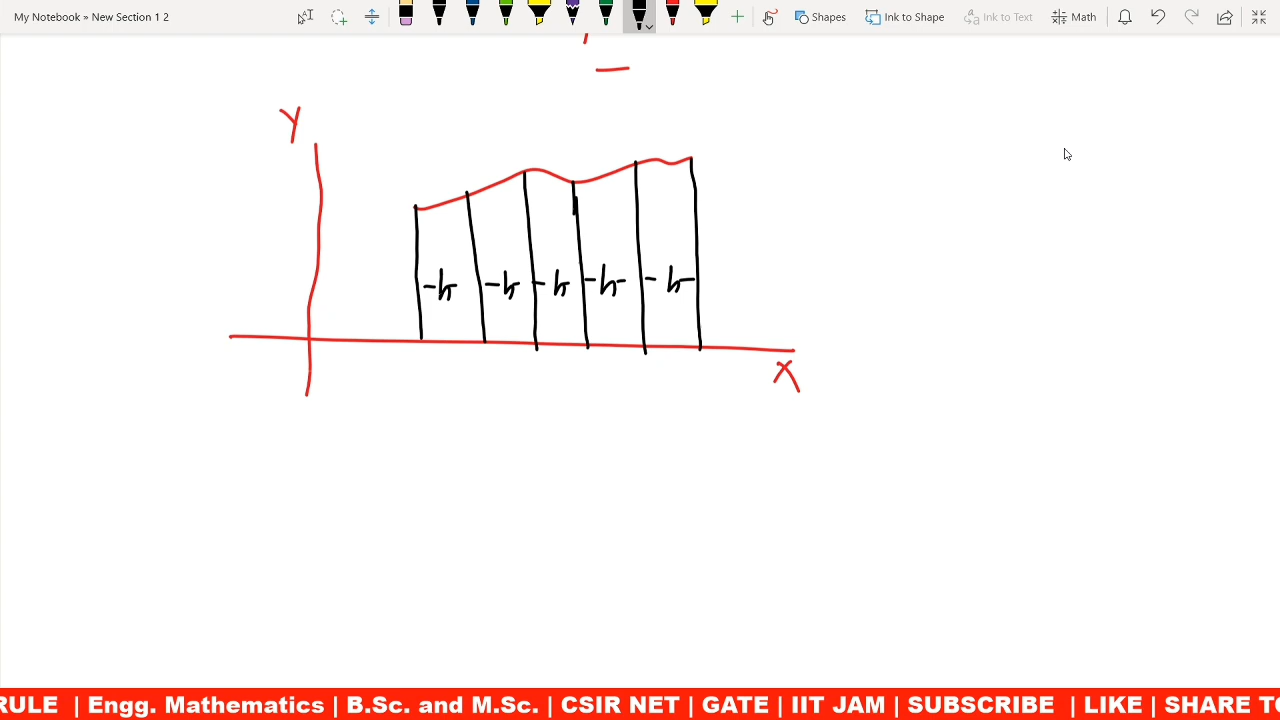 My Notebook » New Section 1 2
Shapes
Ink to Shape
Ink to Text
Math
Y
-h -h -h- -h- -h-
X
RULE | Engg. Mathematics | B.Sc. and M.Sc. | CSIR NET | GATE | IIT JAM | SUBSCRIBE | LIKE | SHARE TO